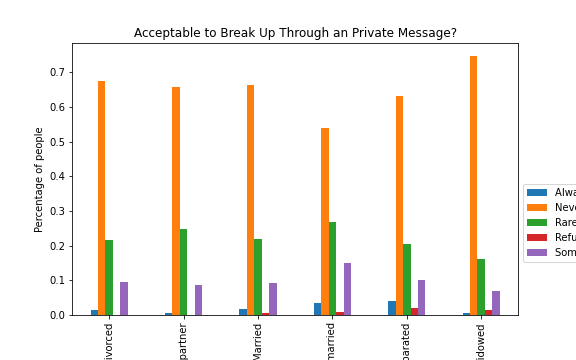 Acceptable to Break Up Through an Private Message?
Percentage of people
0.7
0.6
0.5
0.4
0.3
0.2
0.1
0.0
Alwa
Neve
Rare
Refu
Som
ivorced
partner
Married
married
parated
idowed